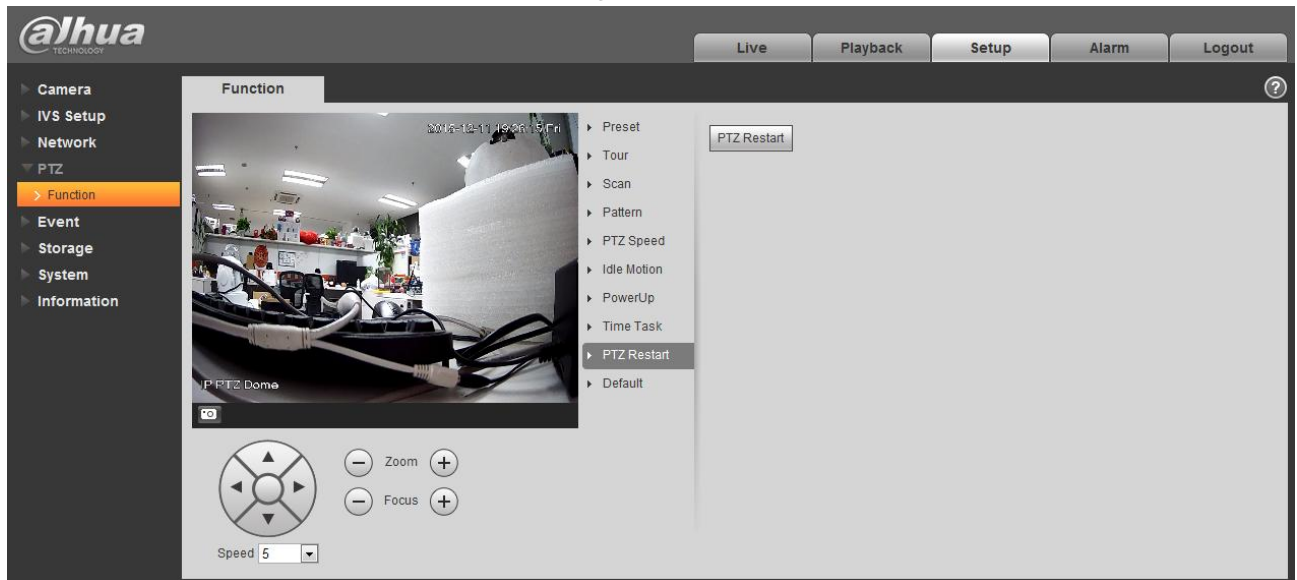 alhua
TECHNOLOGY
Live
Playback
Setup
Alarm
Logout
Camera
IVS Setup
Network
PTZ
Function
Event
Storage
System
Information
Function
?
IP PTZ Dome
Preset
Tour
Scan
Pattern
PTZ Speed
Idle Motion
PowerUp
Time Task
PTZ Restart
Default
PTZ Restart
Zoom
Focus
Speed 5